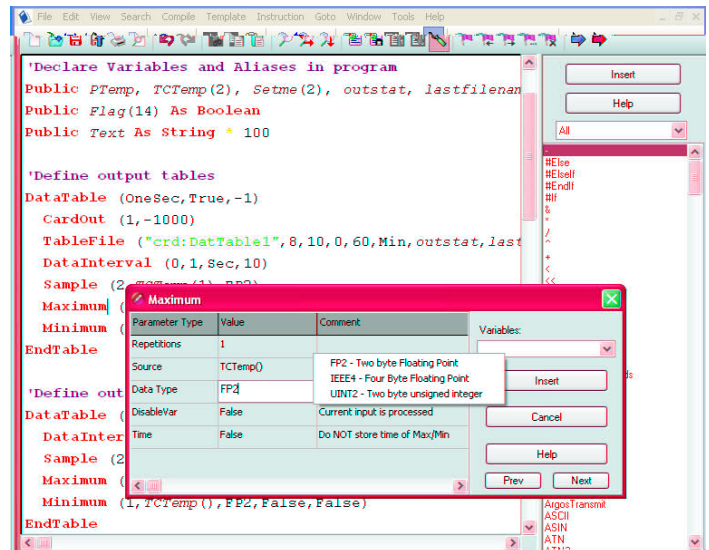 File Edit View Search Compile Template Instruction Goto Window Tools Help
'Declare Variables and Aliases in program
Public PTemp, TCTemp(2), Setme(2), outstat, lastfilenam
Public Flag(14) As Boolean
Public Text As String * 100
'Define output tables
DataTable (OneSec,True,-1)
CardOut (1,-1000)
TableFile ("crd:DatTable1",8,10,0,60,Min,outstat,last
DataInterval (0,1,Sec,10)
Sample (2,TCTemp(1),FP2)
Maximum (
Minimum (
EndTable
'Define out
DataTable (
DataInter
Sample (2
Maximum (
Minimum (1,TCTemp(),FP2,False,False)
EndTable
Insert
Help
All
-
#Else
#ElseIf
#EndIf
#If
&
*
/
^
+
<
<<
ds
ArgosTransmit
ASCII
ASIN
ATN
ATN2
Maximum
Parameter Type Value Comment
Repetitions 1
Source TCTemp()
Data Type FP2
DisableVar False Current input is processed
Time False Do NOT store time of Max/Min
FP2 - Two byte Floating Point
IEEE4 - Four Byte Floating Point
UINT2 - Two byte unsigned integer
Variables:
Insert
Cancel
Help
Prev Next